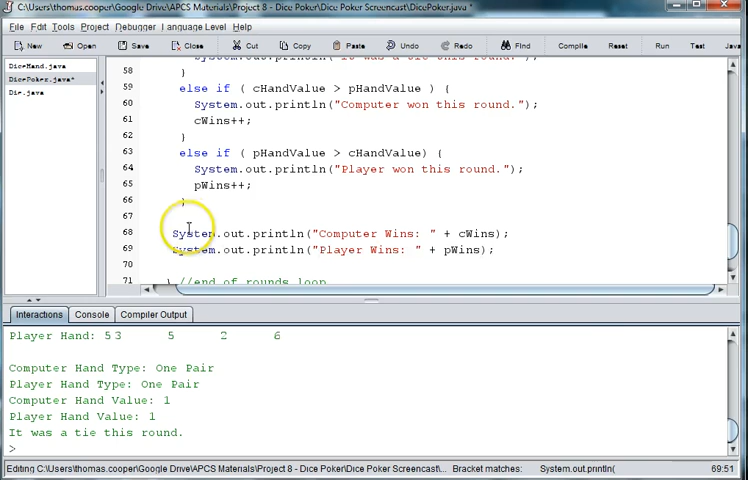 C:\Users\thomas.cooper\Google Drive\APCS Materials\Project 8 - Dice Poker\Dice Poker Screencast\DicePoker.java *
File Edit Tools Project Debugger Language Level Help
New Open Save Close Cut Copy Paste Undo Redo Find Compile Reset Run Test Java
DiceHand.java
DicePoker.java*
Die.java
58 }
59 else if ( cHandValue > pHandValue ) {
60 System.out.println("Computer won this round.");
61 cWins++;
62 }
63 else if ( pHandValue > cHandValue) {
64 System.out.println("Player won this round.");
65 pWins++;
66 }
67
68 System.out.println("Computer Wins: " + cWins);
69 System.out.println("Player Wins: " + pWins);
70
71 } //end of rounds loop
Interactions Console Compiler Output
Player Hand: 5 3 5 2 6
Computer Hand Type: One Pair
Player Hand Type: One Pair
Computer Hand Value: 1
Player Hand Value: 1
It was a tie this round.
>
Editing C:\Users\thomas.cooper\Google Drive\APCS Materials\Project 8 - Dice Poker\Dice Poker Screencast\... Bracket matches: System.out.println( 69:51